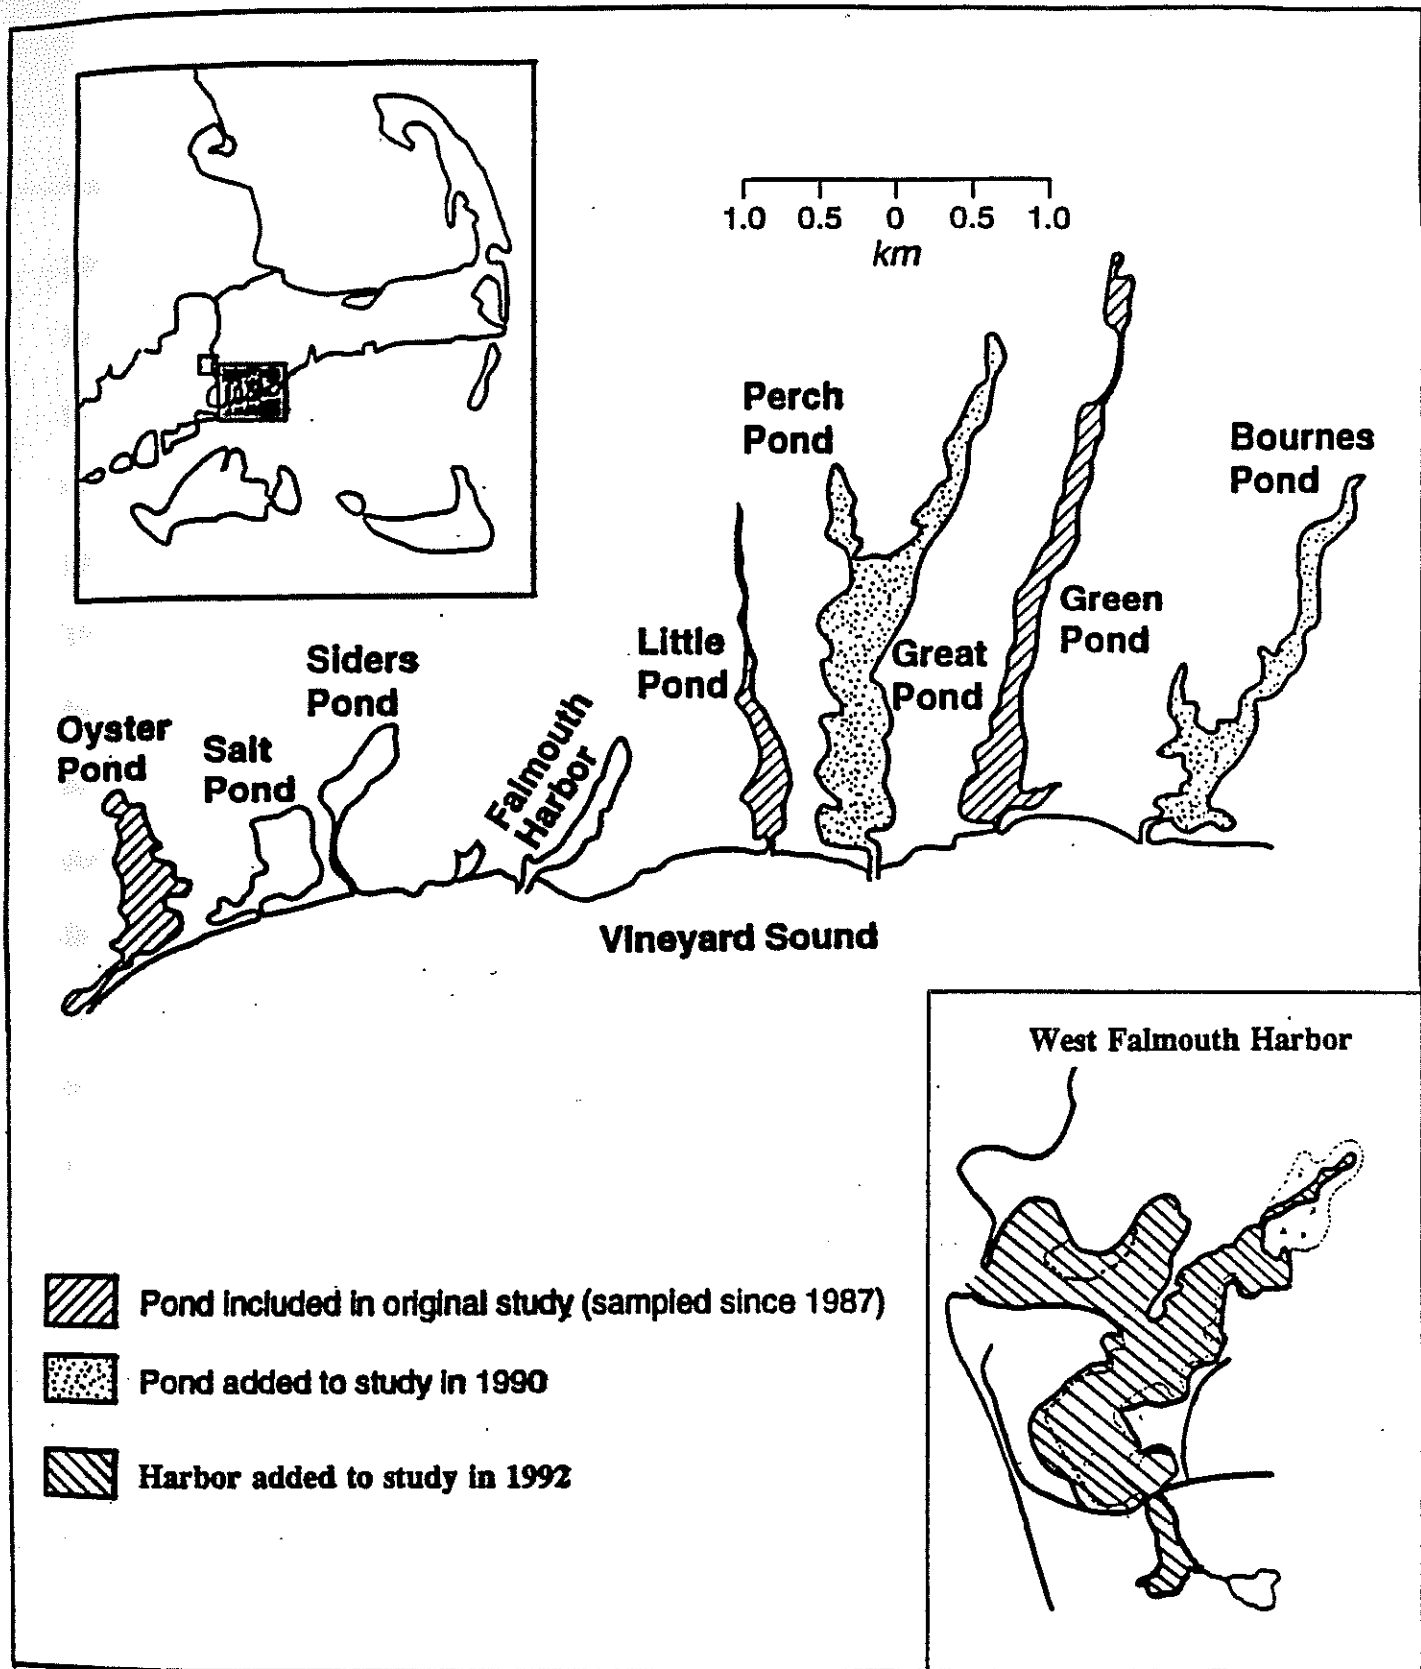 1.0 0.5 0 0.5 1.0
km
Perch
Pond
Bournes
Pond
Green
Pond
Little
Pond
Great
Pond
Siders
Pond
Falmouth
Harbor
Oyster
Pond
Salt
Pond
Vineyard Sound
West Falmouth Harbor
Pond included in original study (sampled since 1987)
Pond added to study in 1990
Harbor added to study in 1992